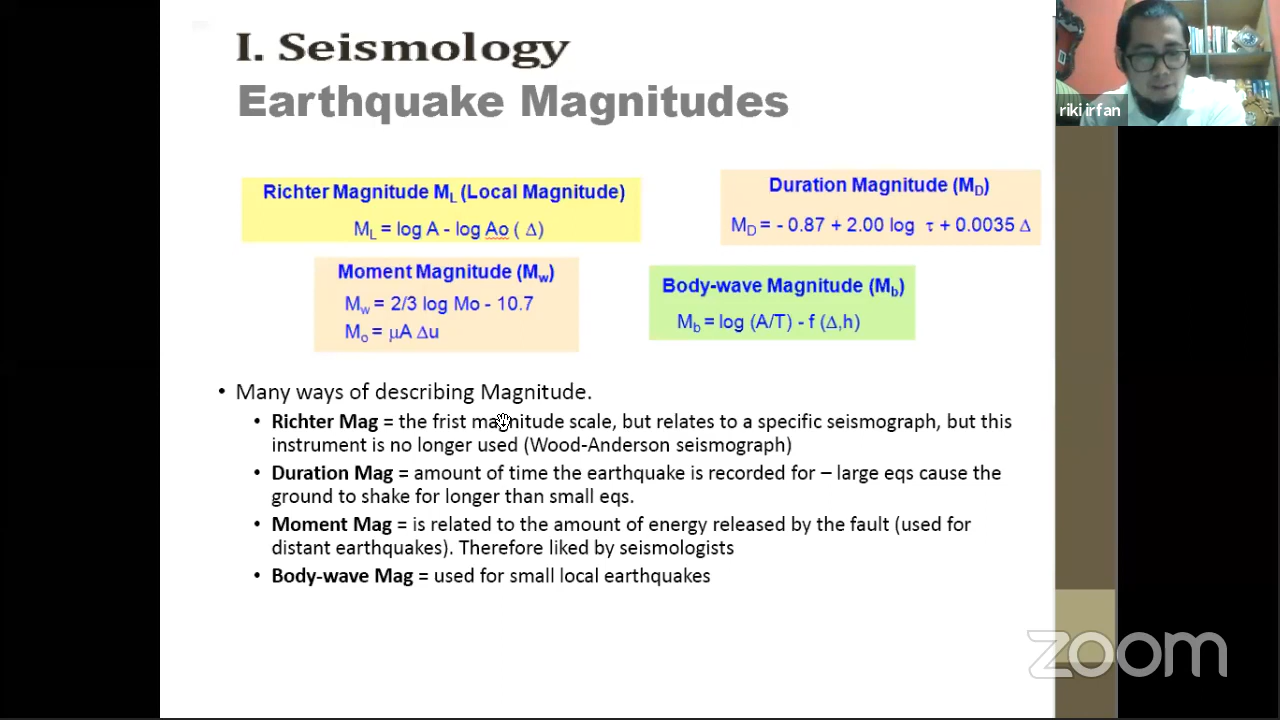 I. Seismology
Earthquake Magnitudes
riki irfan
Richter Magnitude ML (Local Magnitude)
ML = log A - log Ao ( Δ)
Duration Magnitude (MD)
MD = - 0.87 + 2.00 log τ + 0.0035 Δ
Moment Magnitude (Mw)
Mw = 2/3 log Mo - 10.7
Mo = μA Δu
Body-wave Magnitude (Mb)
Mb = log (A/T) - f (Δ,h)
• Many ways of describing Magnitude.
• Richter Mag = the frist magnitude scale, but relates to a specific seismograph, but this
instrument is no longer used (Wood-Anderson seismograph)
• Duration Mag = amount of time the earthquake is recorded for – large eqs cause the
ground to shake for longer than small eqs.
• Moment Mag = is related to the amount of energy released by the fault (used for
distant earthquakes). Therefore liked by seismologists
• Body-wave Mag = used for small local earthquakes
zoom